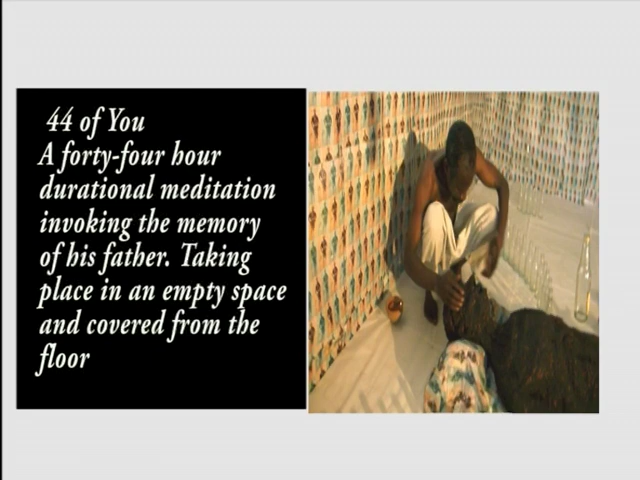 44 of You
A forty-four hour
durational meditation
invoking the memory
of his father. Taking
place in an empty space
and covered from the
floor